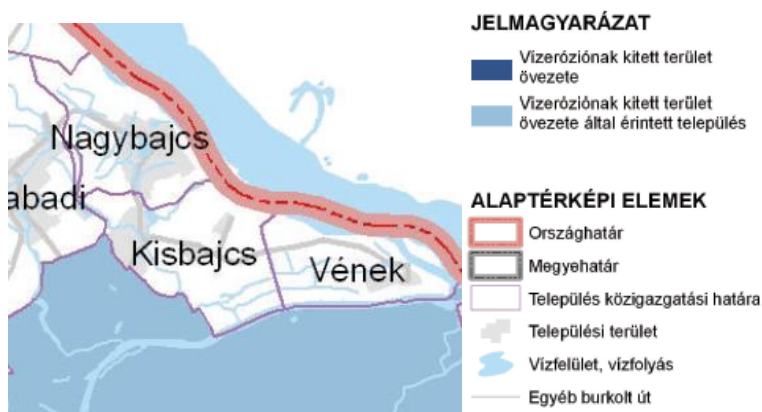 Nagybajcs
abadi
Kisbajcs
Vének
JELMAGYARÁZAT
Vízeróziónak kitett terület
övezete
Vízeróziónak kitett terület
övezete által érintett település
ALAPTÉRKÉPI ELEMEK
Országhatár
Megyehatár
Település közigazgatási határa
Települési terület
Vízfelület, vízfolyás
Egyéb burkolt út